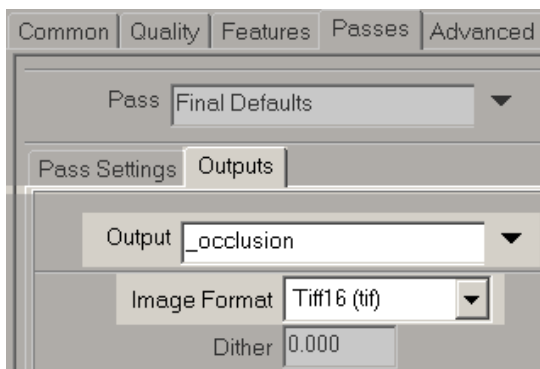 Common Quality Features Passes Advanced
Pass Final Defaults
Pass Settings Outputs
Output _occlusion
Image Format Tiff16 (tif)
Dither 0.000